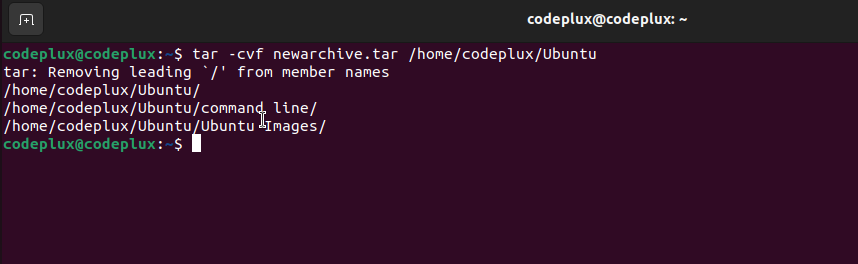 codeplux@codeplux: ~
codeplux@codeplux:~$ tar -cvf newarchive.tar /home/codeplux/Ubuntu
tar: Removing leading `/' from member names
/home/codeplux/Ubuntu/
/home/codeplux/Ubuntu/command line/
/home/codeplux/Ubuntu/Ubuntu Images/
codeplux@codeplux:~$